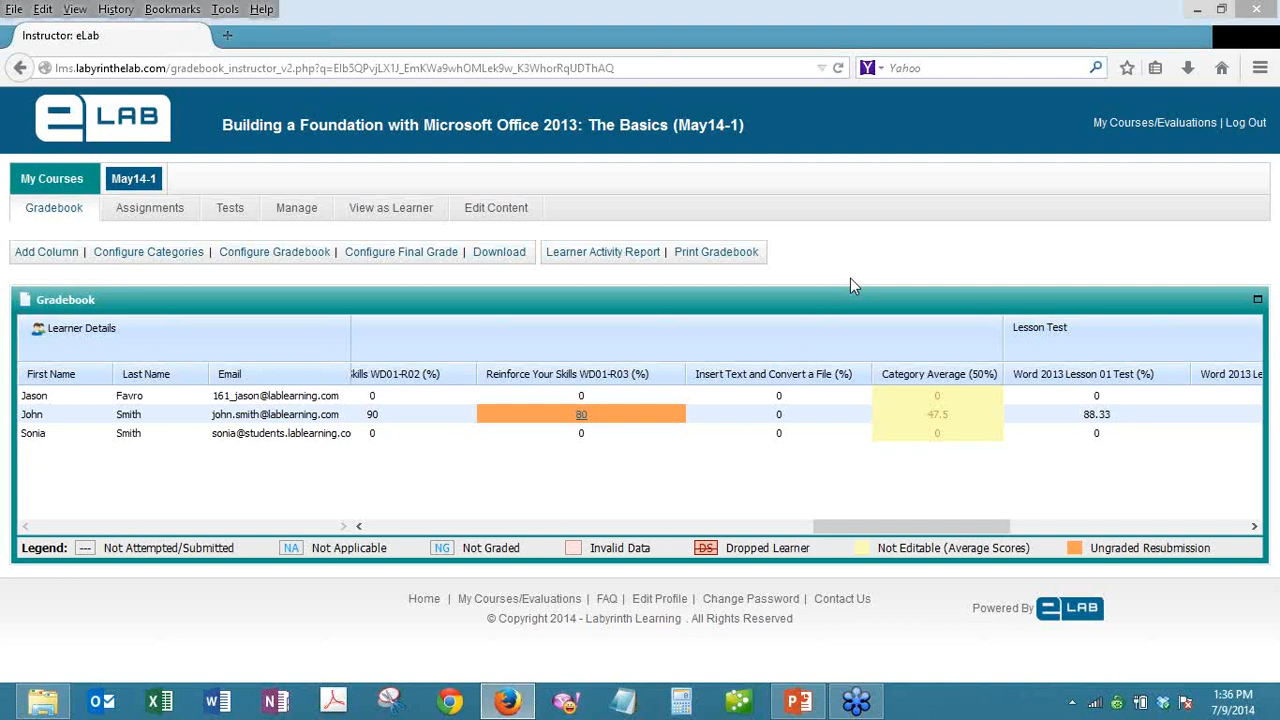 File Edit View History Bookmarks Tools Help
Instructor: eLab
lms.labyrinthelab.com/gradebook_instructor_v2.php?q=EIb5QPvjLX1J_EmKWa9whOMLek9w_K3WhorRqUDThAQ
Yahoo
e LAB
Building a Foundation with Microsoft Office 2013: The Basics (May14-1)
My Courses/Evaluations | Log Out
My Courses May14-1
Gradebook Assignments Tests Manage View as Learner Edit Content
Add Column | Configure Categories | Configure Gradebook | Configure Final Grade | Download Learner Activity Report | Print Gradebook
Gradebook
Learner Details Lesson Test
First Name Last Name Email Skills WD01-R02 (%) Reinforce Your Skills WD01-R03 (%) Insert Text and Convert a File (%) Category Average (50%) Word 2013 Lesson 01 Test (%) Word 2013 Le
Jason Favro 161_jason@lablearning.com 0 0 0 0 0
John Smith john.smith@lablearning.com 90 80 0 47.5 88.33
Sonia Smith sonia@students.lablearning.co 0 0 0 0 0
Legend: --- Not Attempted/Submitted NA Not Applicable NG Not Graded Invalid Data DS Dropped Learner Not Editable (Average Scores) Ungraded Resubmission
Home | My Courses/Evaluations | FAQ | Edit Profile | Change Password | Contact Us
© Copyright 2014 - Labyrinth Learning . All Rights Reserved
Powered By e LAB
1:36 PM
7/9/2014